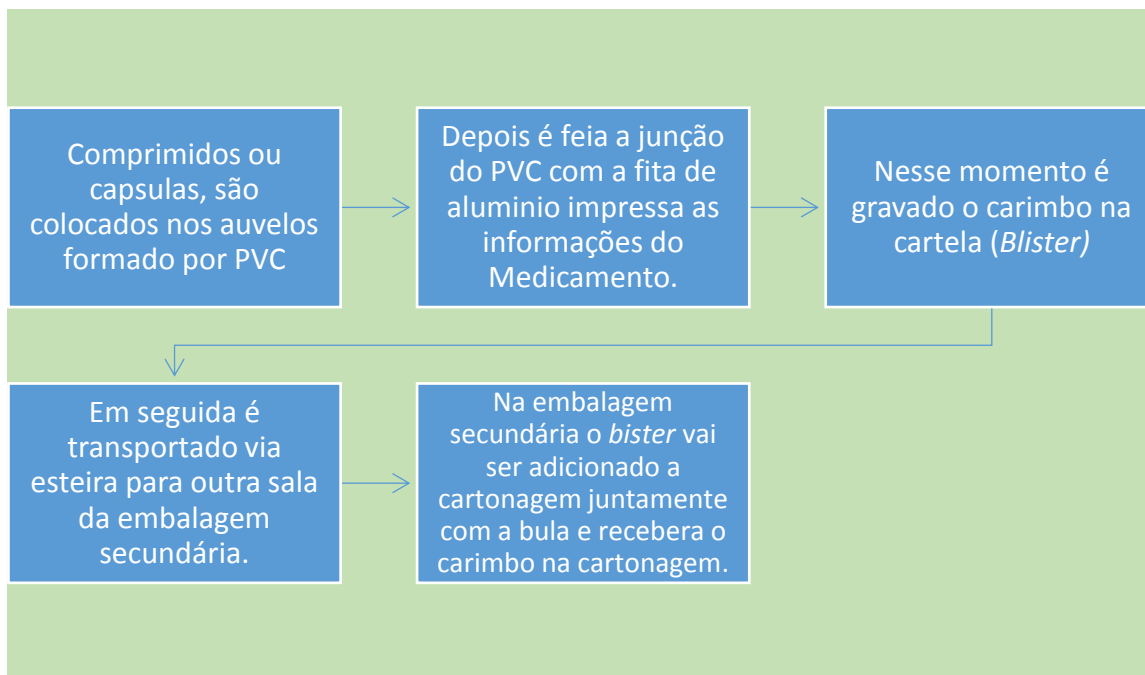 Comprimidos ou
capsulas, são
colocados nos auvelos
formado por PVC
Depois é feia a junção
do PVC com a fita de
aluminio impressa as
informações do
Medicamento.
Nesse momento é
gravado o carimbo na
cartela (Blister)
Em seguida é
transportado via
esteira para outra sala
da embalagem
secundária.
Na embalagem
secundária o bister vai
ser adicionado a
cartonagem juntamente
com a bula e recebera o
carimbo na cartonagem.